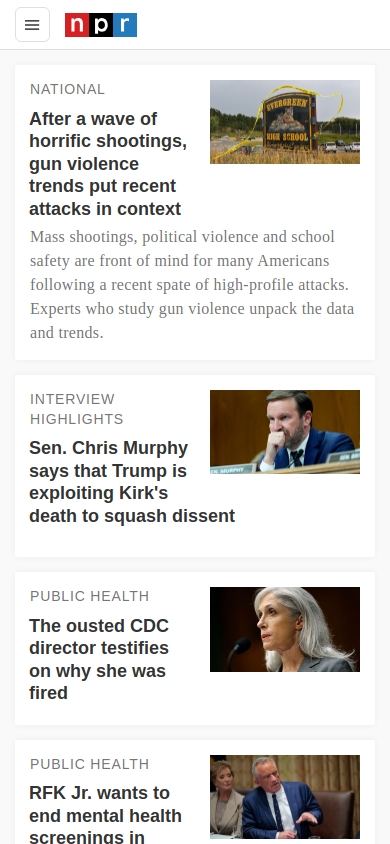 npr
NATIONAL
After a wave of
horrific shootings,
gun violence
trends put recent
attacks in context
EVERGREEN
HIGH SCHOOL
Mass shootings, political violence and school
safety are front of mind for many Americans
following a recent spate of high-profile attacks.
Experts who study gun violence unpack the data
and trends.
INTERVIEW
HIGHLIGHTS
Sen. Chris Murphy
says that Trump is
exploiting Kirk's
death to squash dissent
MURPHY
PUBLIC HEALTH
The ousted CDC
director testifies
on why she was
fired
PUBLIC HEALTH
RFK Jr. wants to
end mental health
screenings in